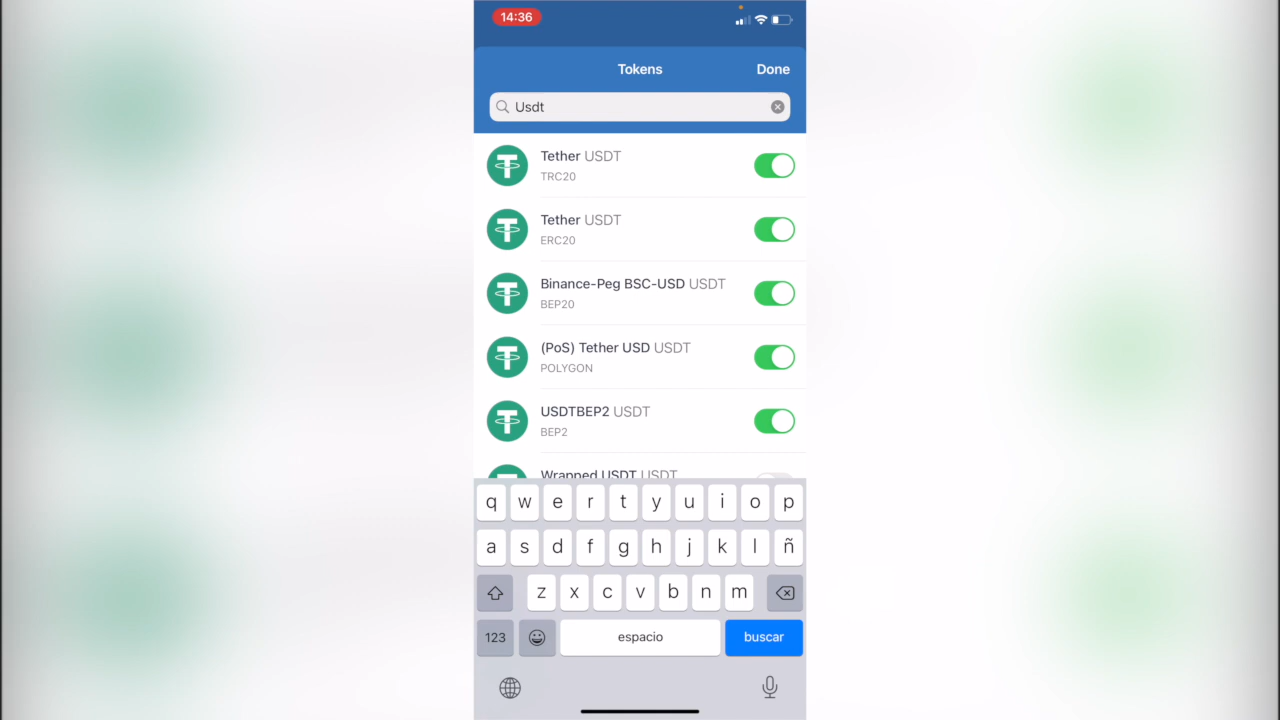 14:36
Tokens
Done
Usdt
Tether USDT
TRC20
Tether USDT
ERC20
Binance-Peg BSC-USD USDT
BEP20
(PoS) Tether USD USDT
POLYGON
USDTBEP2 USDT
BEP2
Wrapped USDT USDT
q w e r t y u i o p
a s d f g h j k l ñ
z x c v b n m
123 espacio buscar